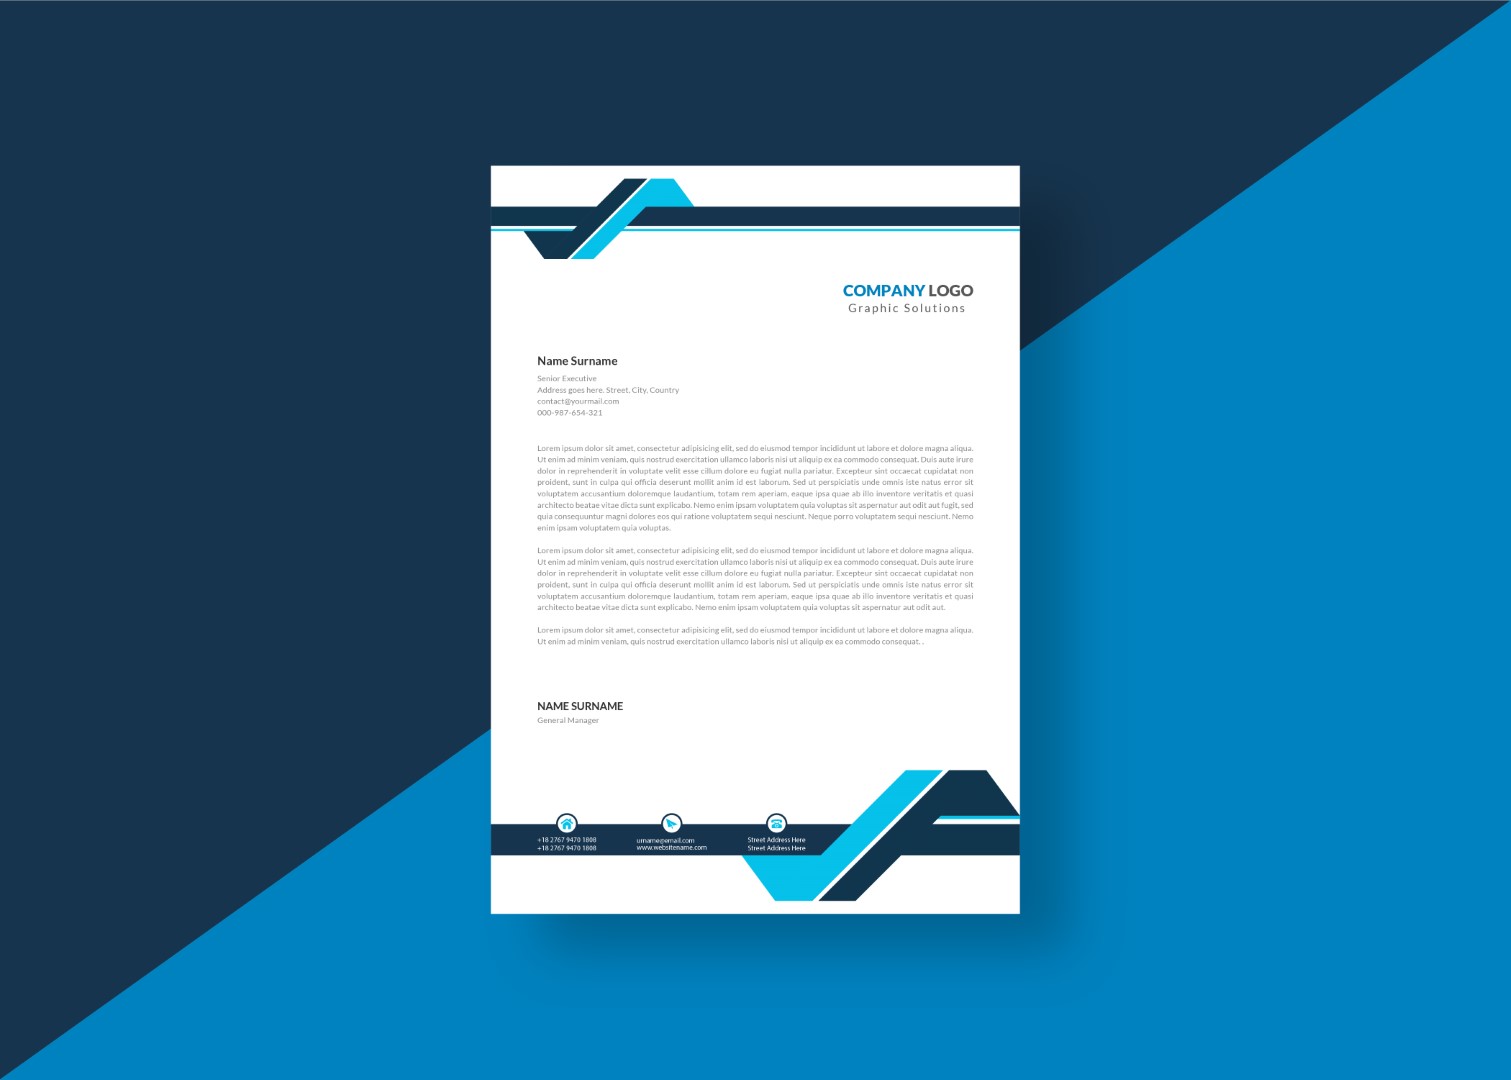 COMPANY LOGO
Graphic Solutions
Name Surname
Senior Executive
Address goes here, Street, City, Country
contact@yourmail.com
000-987-654-321
Lorem ipsum dolor sit amet, consectetur adipisicing elit, sed do eiusmod tempor incididunt ut labore et dolore magna aliqua.
Ut enim ad minim veniam, quis nostrud exercitation ullamco laboris nisi ut aliquip ex ea commodo consequat. Duis aute irure
dolor in reprehenderit in voluptate velit esse cillum dolore eu fugiat nulla pariatur. Excepteur sint occaecat cupidatat non
proident, sunt in culpa qui officia deserunt mollit anim id est laborum. Sed ut perspiciatis unde omnis iste natus error sit
voluptatem accusantium doloremque laudantium, totam rem aperiam, eaque ipsa quae ab illo inventore veritatis et quasi
architecto beatae vitae dicta sunt explicabo. Nemo enim ipsam voluptatem quia voluptas sit aspernatur aut odit aut fugit, sed
quia consequuntur magni dolores eos qui ratione voluptatem sequi nesciunt. Neque porro voluptatem sequi nesciunt. Nemo
enim ipsam voluptatem quia voluptas.
Lorem ipsum dolor sit amet, consectetur adipisicing elit, sed do eiusmod tempor incididunt ut labore et dolore magna aliqua.
Ut enim ad minim veniam, quis nostrud exercitation ullamco laboris nisi ut aliquip ex ea commodo consequat. Duis aute irure
dolor in reprehenderit in voluptate velit esse cillum dolore eu fugiat nulla pariatur. Excepteur sint occaecat cupidatat non
proident, sunt in culpa qui officia deserunt mollit anim id est laborum. Sed ut perspiciatis unde omnis iste natus error sit
voluptatem accusantium doloremque laudantium, totam rem aperiam, eaque ipsa quae ab illo inventore veritatis et quasi
architecto beatae vitae dicta sunt explicabo. Nemo enim ipsam voluptatem quia voluptas sit aspernatur aut odit aut.
Lorem ipsum dolor sit amet, consectetur adipisicing elit, sed do eiusmod tempor incididunt ut labore et dolore magna aliqua.
Ut enim ad minim veniam, quis nostrud exercitation ullamco laboris nisi ut aliquip ex ea commodo consequat. .
NAME SURNAME
General Manager
+18 2767 9470 1808
+18 2767 9470 1808
urname@email.com
www.websitename.com
Street Address Here
Street Address Here